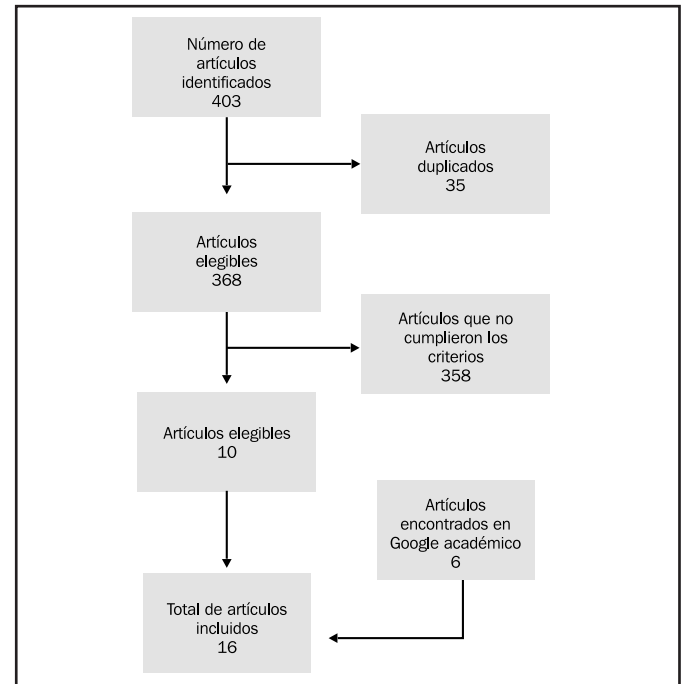 Número de
artículos
identificados
403
Artículos
duplicados
35
Artículos
elegibles
368
Artículos que no
cumplieron los
criterios
358
Artículos elegibles
10
Artículos
encontrados en
Google académico
6
Total de artículos
incluidos
16